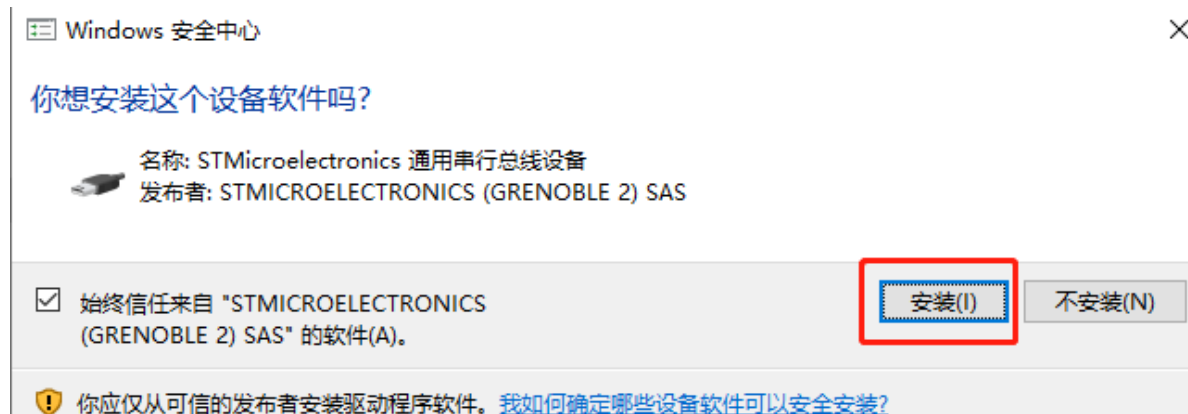 Windows 安全中心
你想安装这个设备软件吗?
名称: STMicroelectronics 通用串行总线设备
发布者: STMICROELECTRONICS (GRENOBLE 2) SAS
始终信任来自 "STMICROELECTRONICS
(GRENOBLE 2) SAS" 的软件(A)。
安装(I)
不安装(N)
你应仅从可信的发布者安装驱动程序软件。我如何确定哪些设备软件可以安全安装?